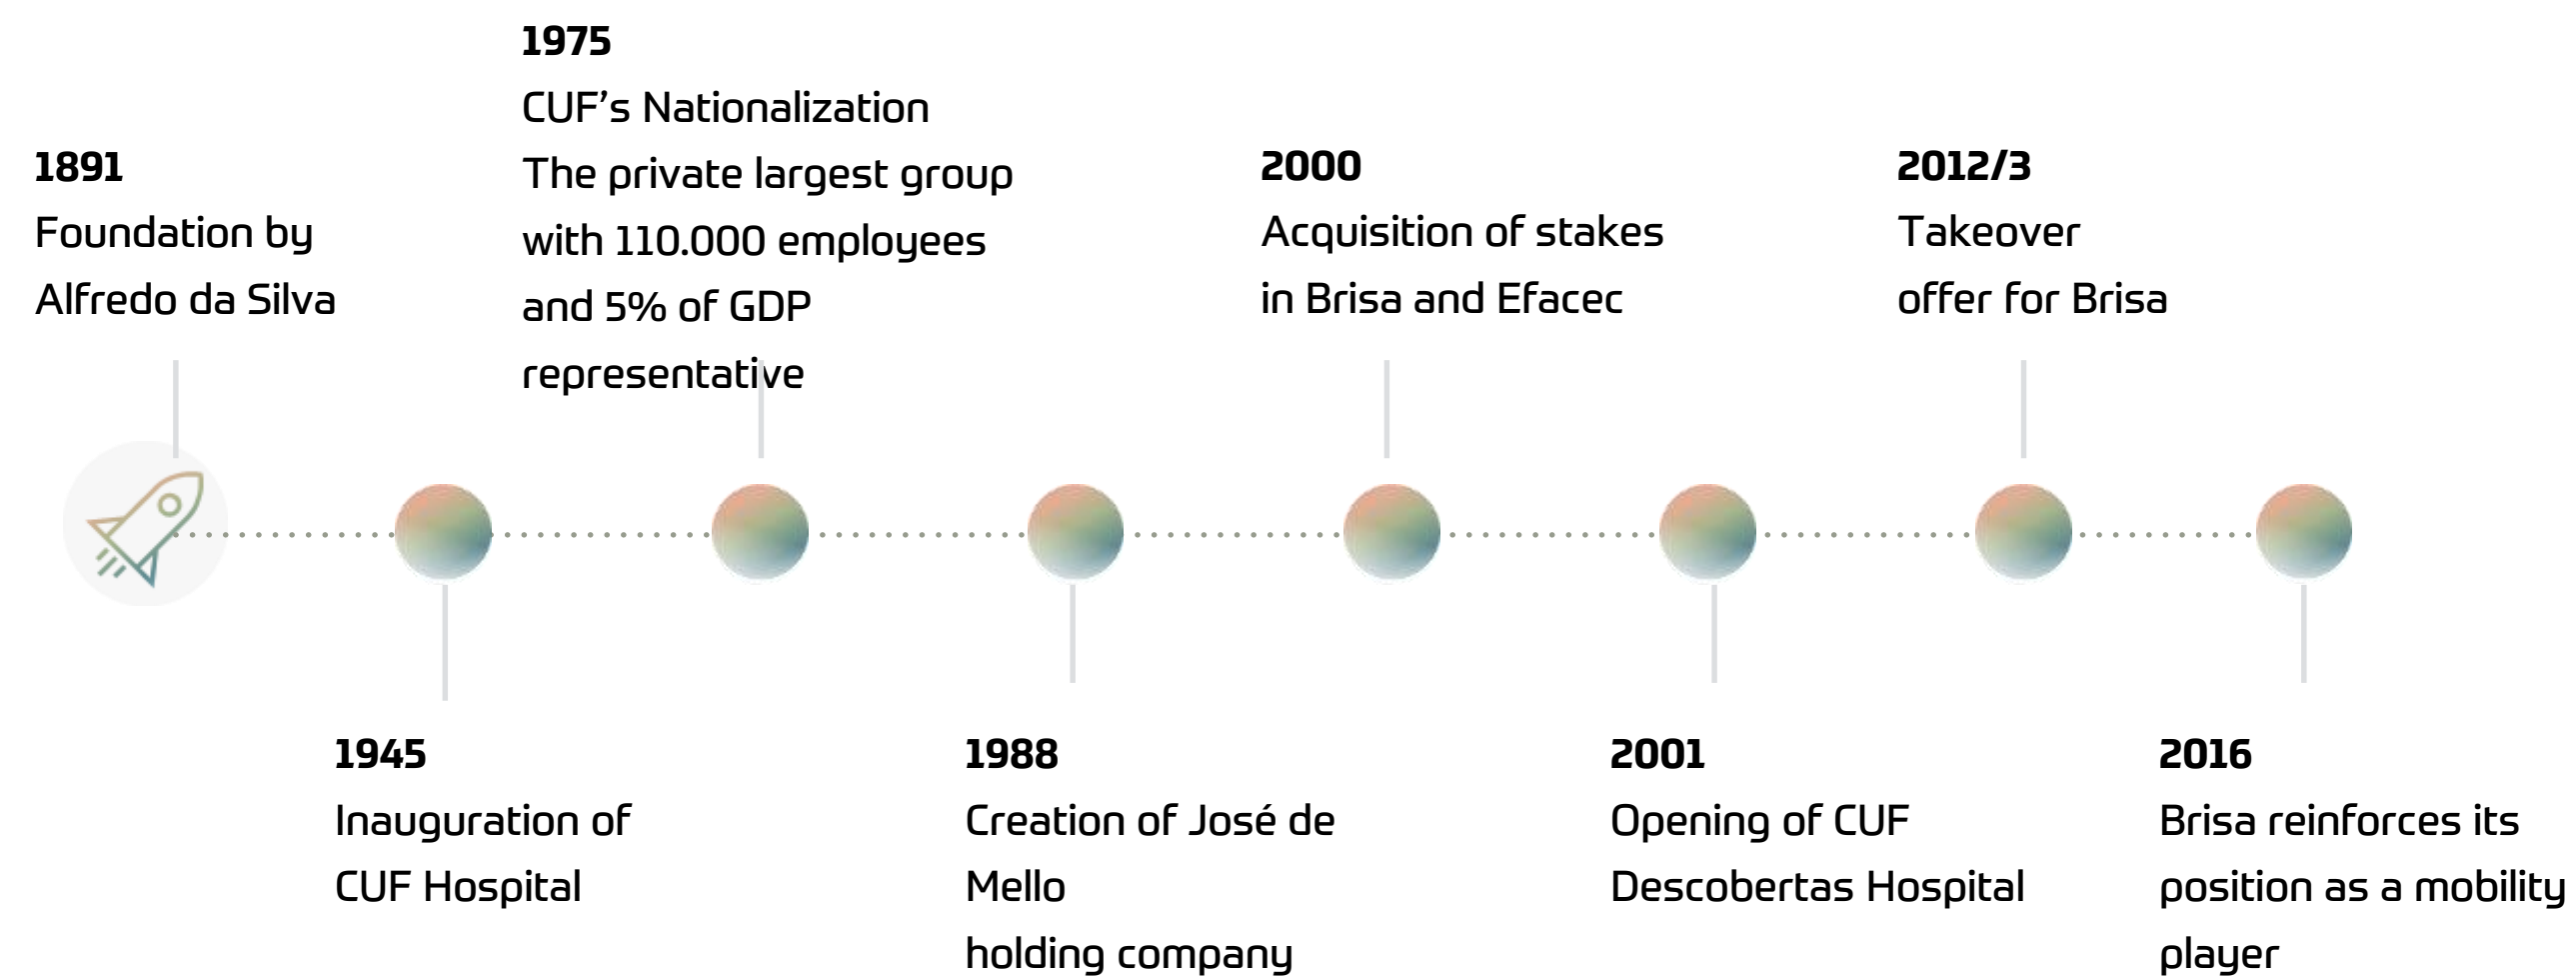 1891
Foundation by
Alfredo da Silva
1945
Inauguration of
CUF Hospital
1975
CUF’s Nationalization
The private largest group
with 110.000 employees
and 5% of GDP
representative
1988
Creation of José de
Mello
holding company
2000
Acquisition of stakes
in Brisa and Efacec
2001
Opening of CUF
Descobertas Hospital
2012/3
Takeover
offer for Brisa
2016
Brisa reinforces its
position as a mobility
player